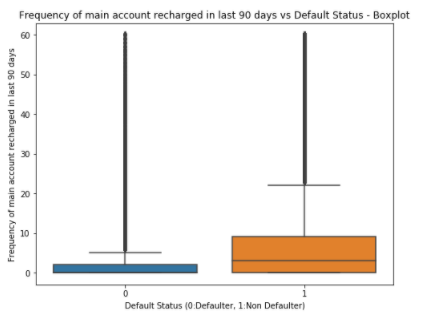 Frequency of main account recharged in last 90 days vs Default Status - Boxplot
Frequency of main account recharged in last 90 days
60
50
40
30
20
10
0
0 1
Default Status (0:Defaulter, 1:Non Defaulter)